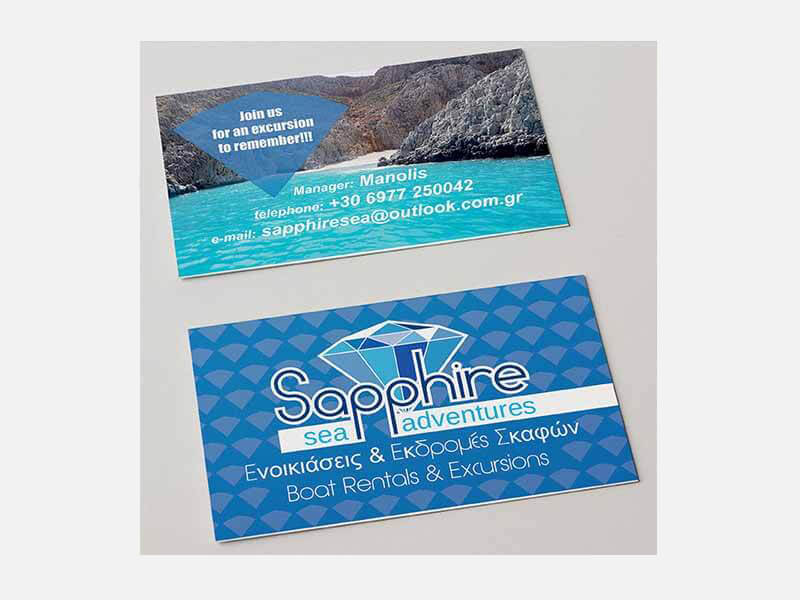 Join us
for an excursion
to remember!!!
Manager: Manolis
telephone: +30 6977 250042
e-mail: sapphiresea@outlook.com.gr
Sapphire
sea adventures
Ενοικιάσεις & Εκδρομές Σκαφών
Boat Rentals & Excursions